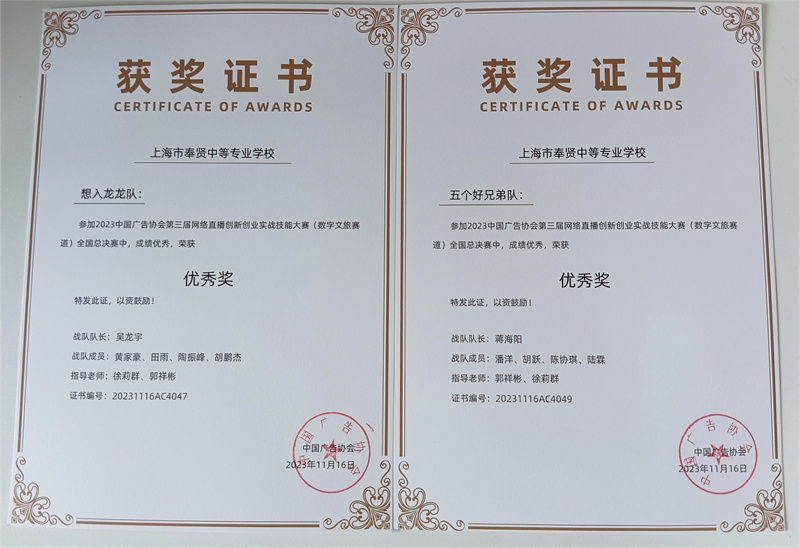 获奖证书
CERTIFICATE OF AWARDS
上海市奉贤中等专业学校
想入龙龙队：
参加2023中国广告协会第三届网络直播创新创业实战技能大赛（数字文旅赛
道）全国总决赛中，成绩优秀，荣获
优秀奖
特发此证，以资鼓励！
战队队长：吴龙宇
战队成员：黄家豪、田雨、陶振峰、胡鹏杰
指导老师：徐莉群、郭祥彬
证书编号：20231116AC4047
中国广告协会
中国广告协会
2023年11月16日
获奖证书
CERTIFICATE OF AWARDS
上海市奉贤中等专业学校
五个好兄弟队：
参加2023中国广告协会第三届网络直播创新创业实战技能大赛（数字文旅赛
道）全国总决赛中，成绩优秀，荣获
优秀奖
特发此证，以资鼓励！
战队队长：蒋海阳
战队成员：潘洋、胡跃、陈协琪、陆霖
指导老师：郭祥彬、徐莉群
证书编号：20231116AC4049
中国广告协会
中国广告协会
2023年11月16日